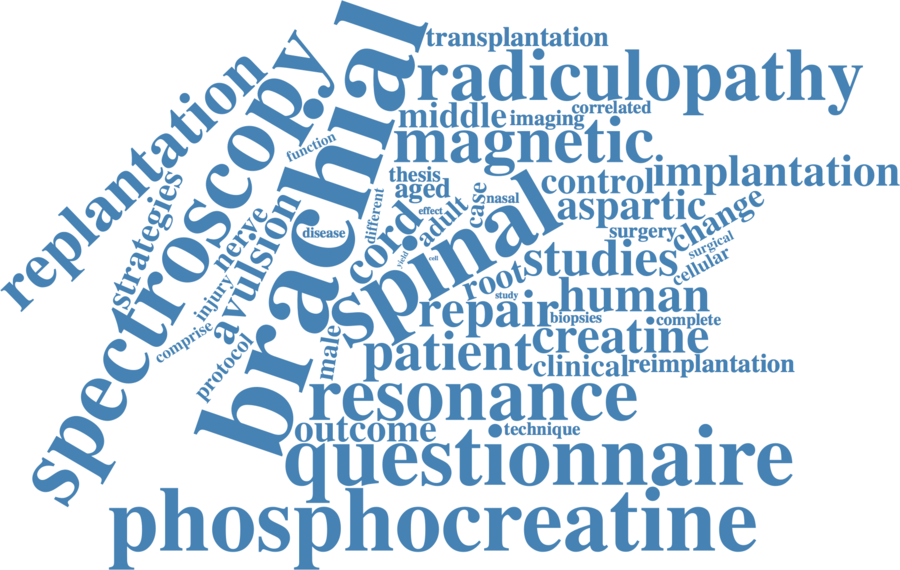 transplantation
brachial
radiculopathy
spectroscopy
replantation
middle
imaging
correlated
magnetic
function
thesis
aged
control
implantation
strategies
different
case
nasal
aspartic
cord
effect
adult
nerve
avulsion
disease
surgery
change
surgical
cellular
spinal
yield
cell
studies
root
study
human
injury
repair
biopsies
complete
comprise
male
creatine
protocol
patient
clinical
reimplantation
resonance
outcome
technique
questionnaire
phosphocreatine